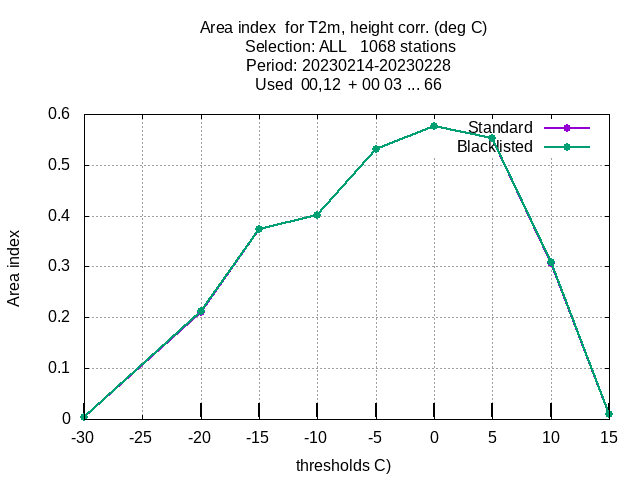 Area index  for T2m, height corr. (deg C)
Selection: ALL   1068 stations
Period: 20230214-20230228
Used  00,12  + 00 03 ... 66
Standard
Blacklisted
0.6
0.5
0.4
0.3
0.2
0.1
0
Area index
-30 -25 -20 -15 -10 -5 0 5 10 15
thresholds C)